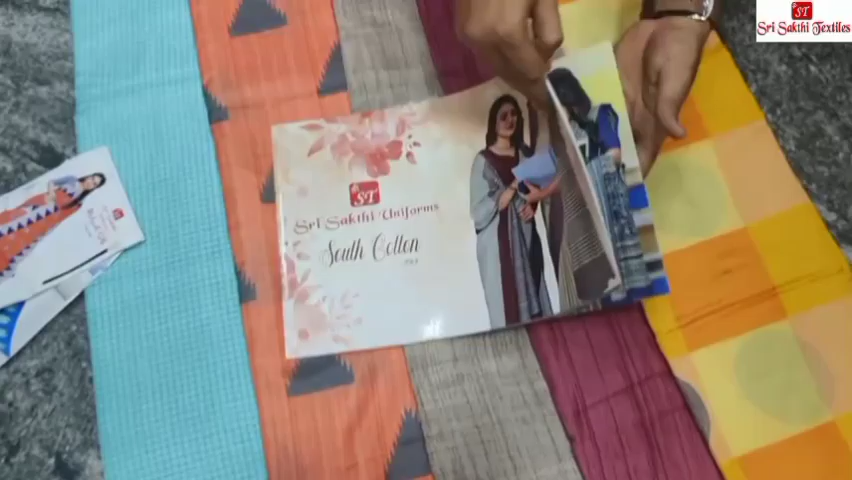 ST
Sri Sakthi Textiles
ST
Sri Sakthi Uniforms
South Cotton